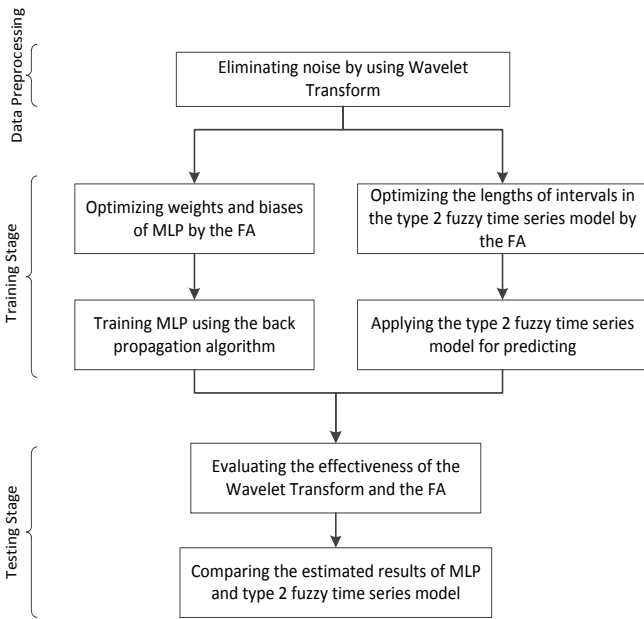 Data Preprocessing
Eliminating noise by using Wavelet
Transform
Training Stage
Optimizing weights and biases
of MLP by the FA
Optimizing the lengths of intervals in
the type 2 fuzzy time series model by
the FA
Training MLP using the back
propagation algorithm
Applying the type 2 fuzzy time series
model for predicting
Testing Stage
Evaluating the effectiveness of the
Wavelet Transform and the FA
Comparing the estimated results of MLP
and type 2 fuzzy time series model